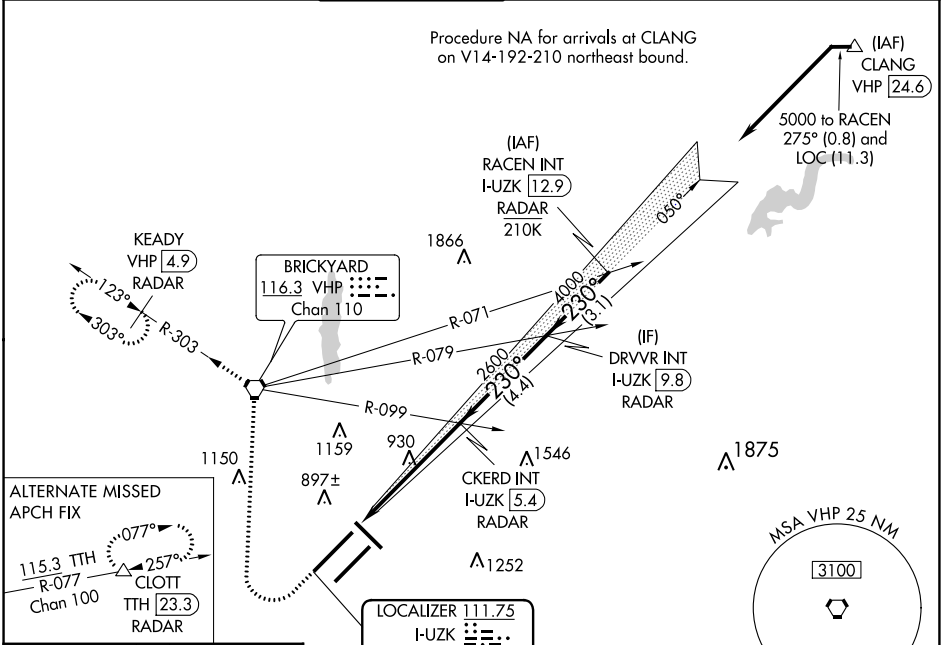 Procedure NA for arrivals at CLANG
on V14-192-210 northeast bound.
(IAF)
CLANG
VHP 24.6
5000 to RACEN
275° (0.8) and
LOC (11.3)
(IAF)
RACEN INT
I-UZK 12.9
RADAR
210K
050°
KEADY
VHP 4.9
RADAR
123°
303°
R-303
BRICKYARD
116.3 VHP
Chan 110
1866
4000
230°
(3.1)
R-071
R-079
R-099
(IF)
DRVVR INT
I-UZK 9.8
RADAR
2600
230°
(4.4)
1150
1159
930
897±
1546
1875
CKERD INT
I-UZK 5.4
RADAR
1252
ALTERNATE MISSED
APCH FIX
077°
257°
115.3 TTH
R-077
Chan 100
CLOTT
TTH 23.3
RADAR
LOCALIZER 111.75
I-UZK
MSA VHP 25 NM
3100